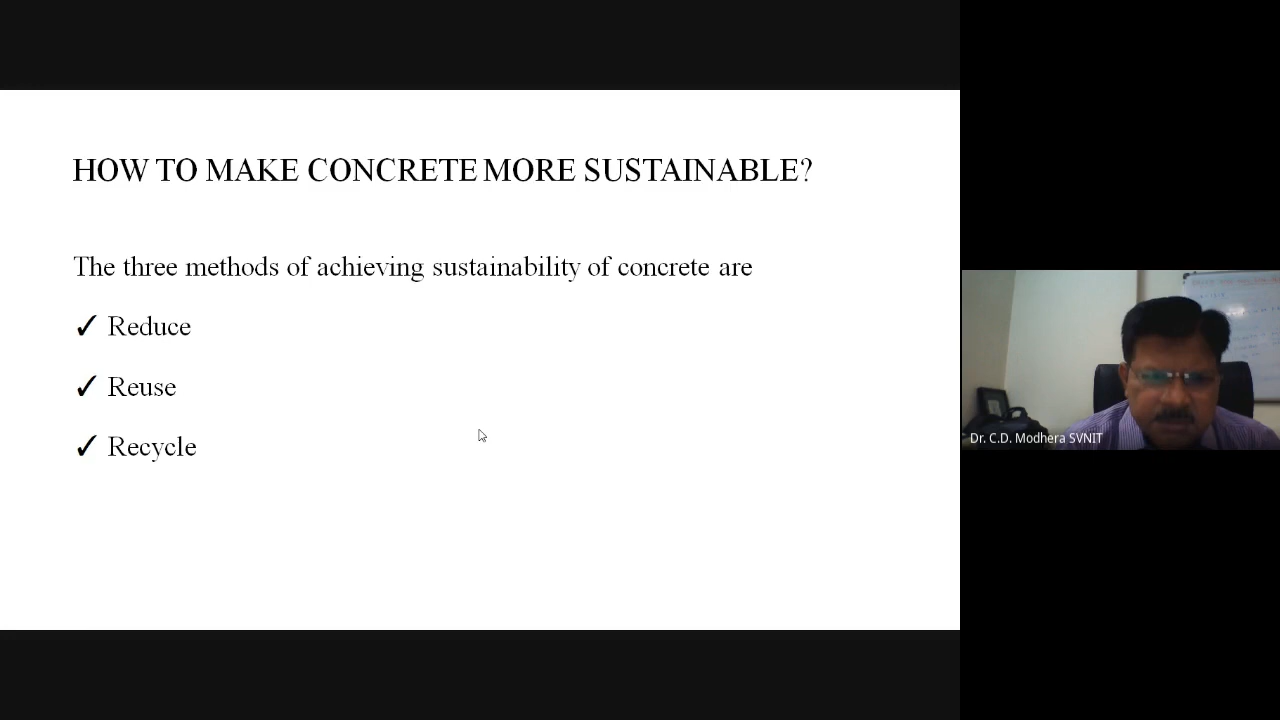 HOW TO MAKE CONCRETE MORE SUSTAINABLE?
The three methods of achieving sustainability of concrete are
✓ Reduce
✓ Reuse
✓ Recycle
Dr. C.D. Modhera SVNIT